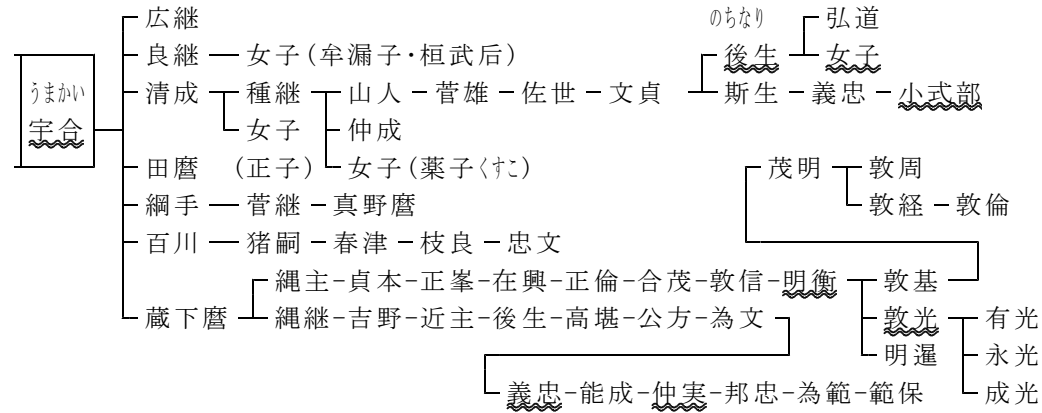 広継 のちなり 弘道
良継 女子(牟漏子・桓武后) 後生 女子
うまかい 清成 種継 山人-菅雄-佐世-文貞 斯生-義忠-小式部
宇合 女子 仲成
田麿 (正子) 女子(薬子くすこ) 茂明 敦周
綱手 菅継-真野麿 敦経-敦倫
百川 猪嗣-春津-枝良-忠文
縄主-貞本-正峯-在興-正倫-合茂-敦信-明衡 敦基
蔵下麿 縄継-吉野-近主-後生-高堪-公方-為文 敦光 有光
明暹 永光
義忠-能成-仲実-邦忠-為範-範保 成光